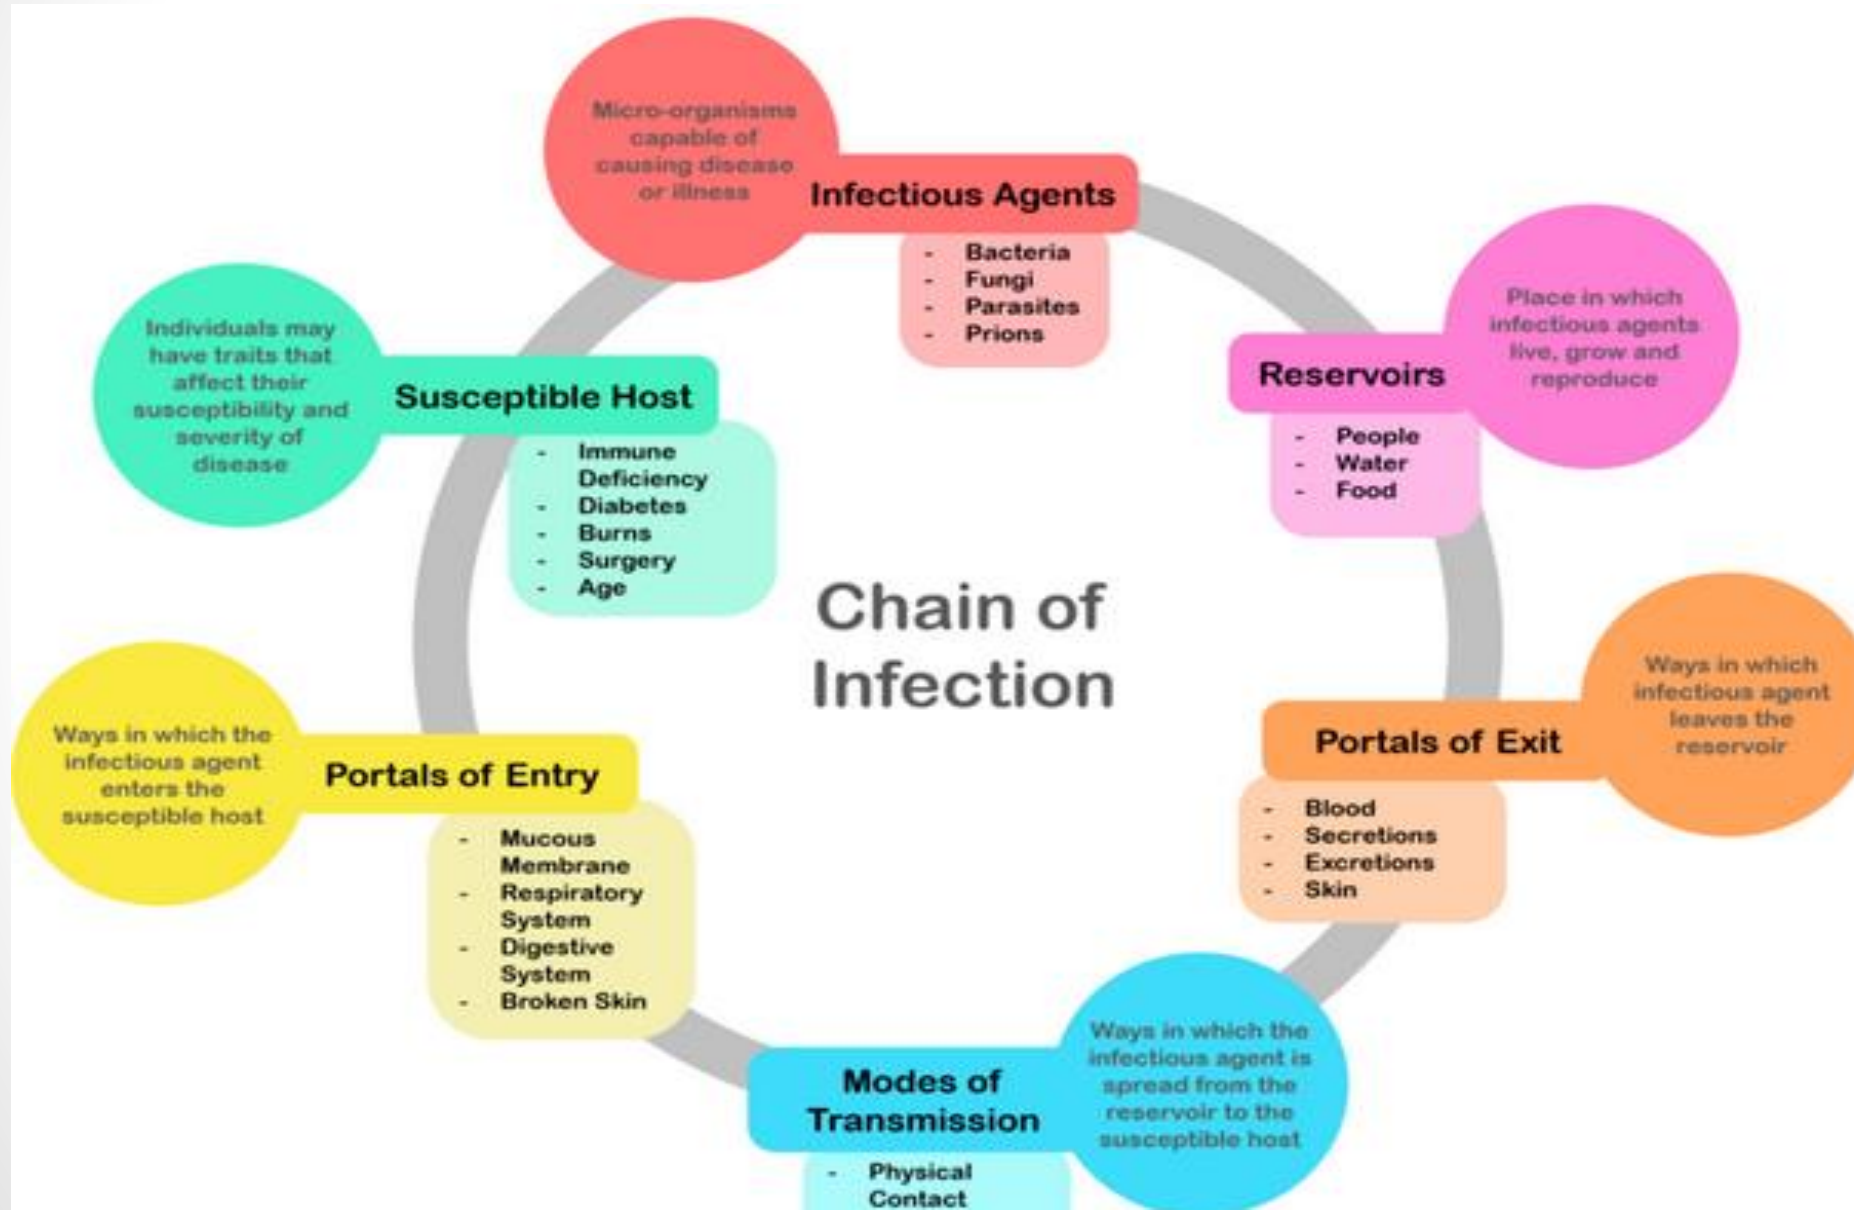 Micro-organisms
capable of
causing disease
or illness
Infectious Agents
- Bacteria
- Fungi
- Parasites
- Prions
Place in which
infectious agents
live, grow and
reproduce
Reservoirs
- People
- Water
- Food
Ways in which
infectious agent
leaves the
reservoir
Portals of Exit
- Blood
- Secretions
- Excretions
- Skin
Ways in which the
infectious agent is
spread from the
reservoir to the
susceptible host
Modes of
Transmission
- Physical
Contact
Ways in which the
infectious agent
enters the
susceptible host
Portals of Entry
- Mucous
Membrane
- Respiratory
System
- Digestive
System
- Broken Skin
Individuals may
have traits that
affect their
susceptibility and
severity of
disease
Susceptible Host
- Immune
Deficiency
- Diabetes
- Burns
- Surgery
- Age
Chain of
Infection